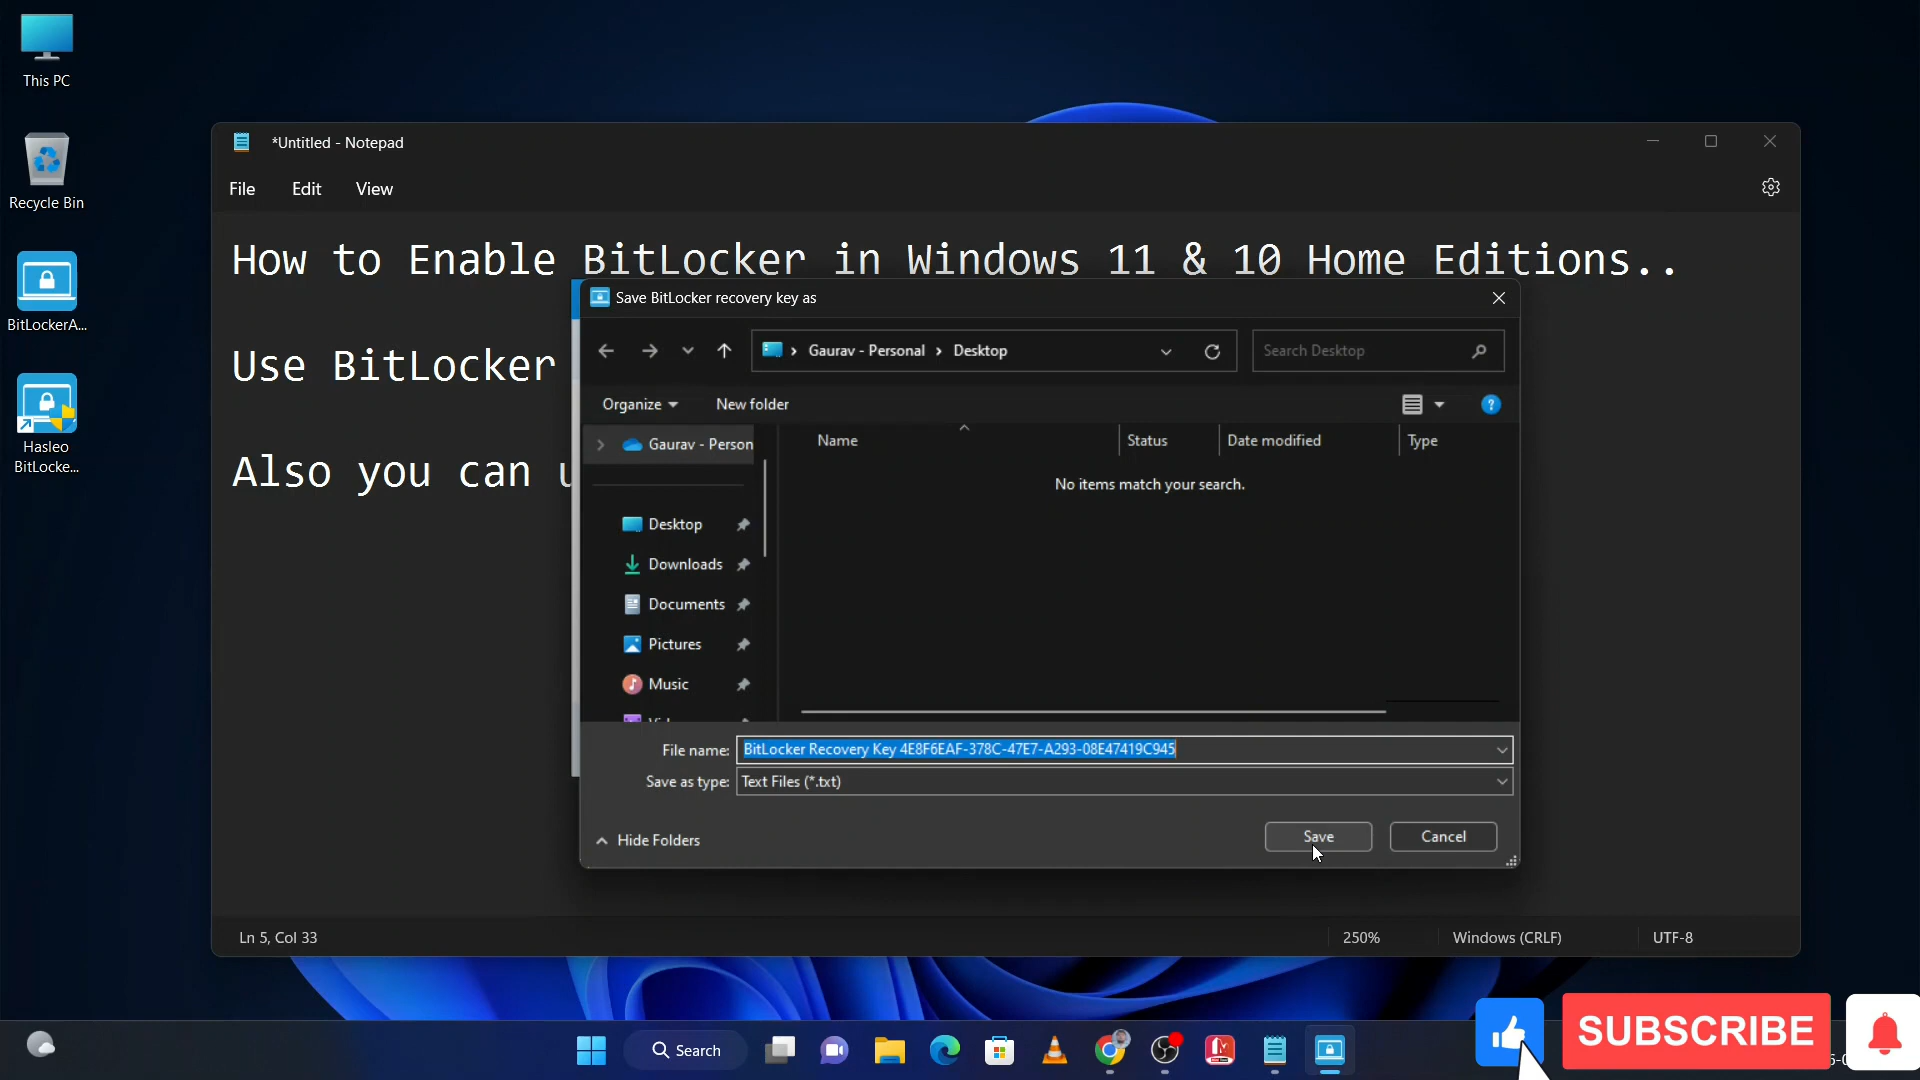 This PC
Recycle Bin
BitLockerA...
Hasleo
BitLocke...
*Untitled - Notepad
File Edit View
How to Enable BitLocker in Windows 11 & 10 Home Editions..
Use BitLocker
Also you can
Save BitLocker recovery key as
Gaurav - Personal > Desktop
Search Desktop
Organize New folder
Gaurav - Person
Name Status Date modified Type
No items match your search.
Desktop
Downloads
Documents
Pictures
Music
File name: BitLocker Recovery Key 4E8F6EAF-378C-47E7-A293-08E47419C945
Save as type: Text Files (*.txt)
Hide Folders
Save Cancel
Ln 5, Col 33
250% Windows (CRLF) UTF-8
Search
SUBSCRIBE